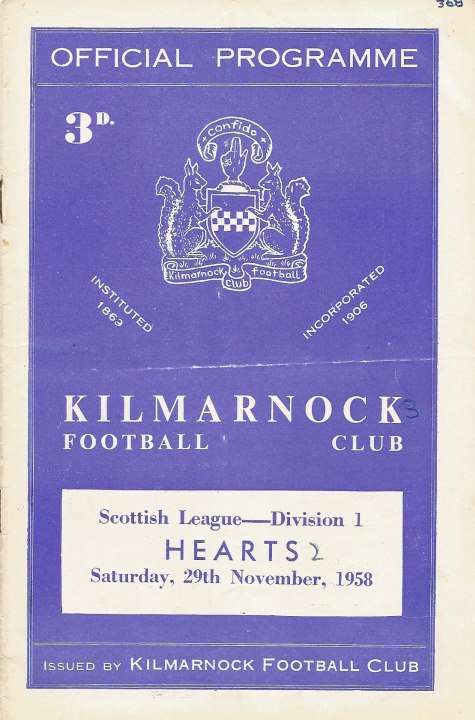 368
OFFICIAL PROGRAMME
3D.
confido
Kilmarnock football
Club
INSTITUTED
1863
INCORPORATED
1906
KILMARNOCK 3
FOOTBALL CLUB
Scottish League—Division 1
HEARTS 2
Saturday, 29th November, 1958
ISSUED BY KILMARNOCK FOOTBALL CLUB